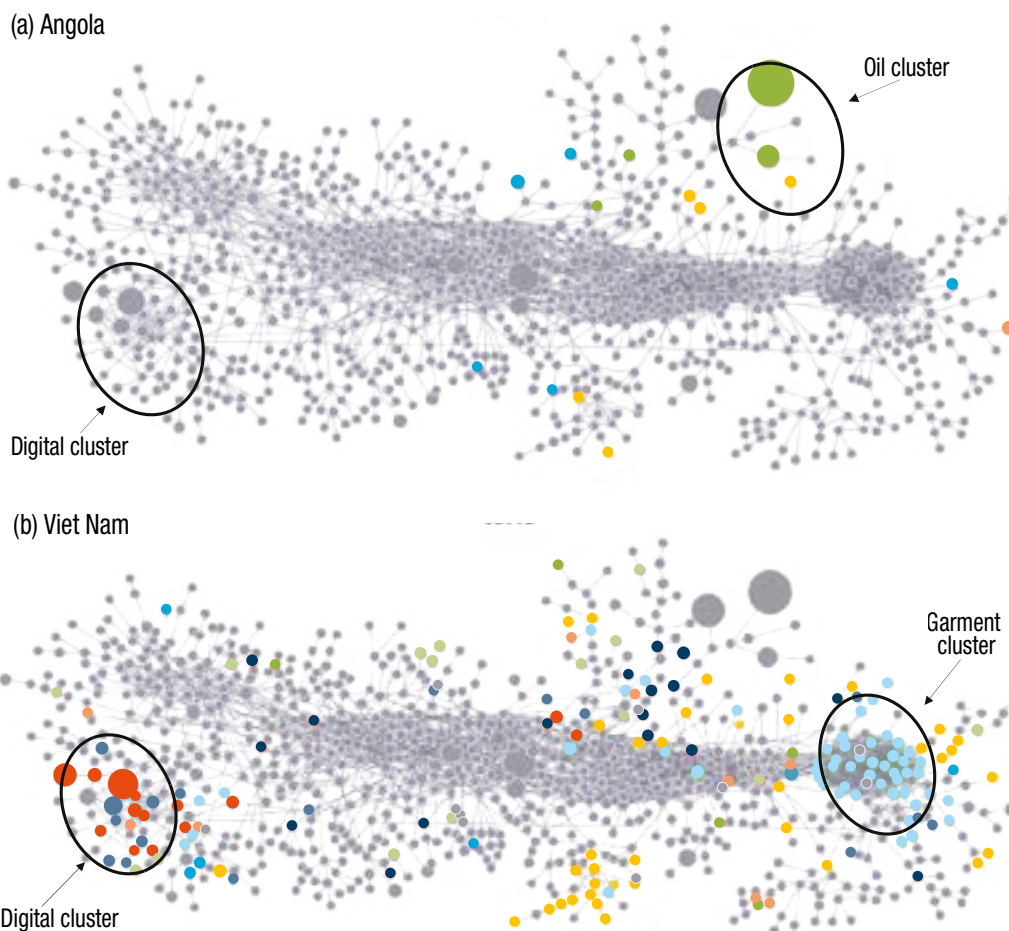 (a) Angola
Oil cluster
Digital cluster
(b) Viet Nam
Garment
cluster
Digital cluster